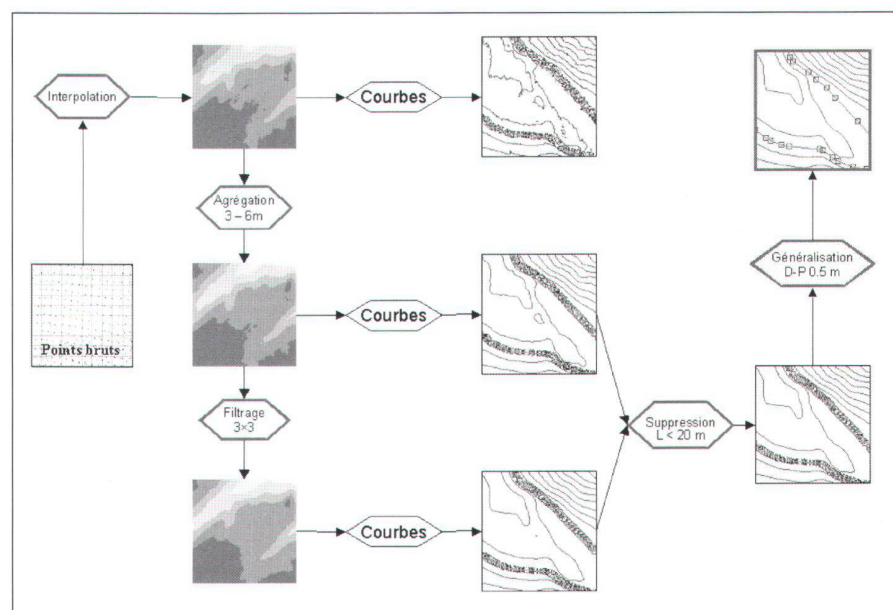 Interpolation
Courbes
Agrégation
3 – 6m
Points bruts
Courbes
Généralisation
D-P 0.5 m
Filtrage
3×3
Suppression
L < 20 m
Courbes